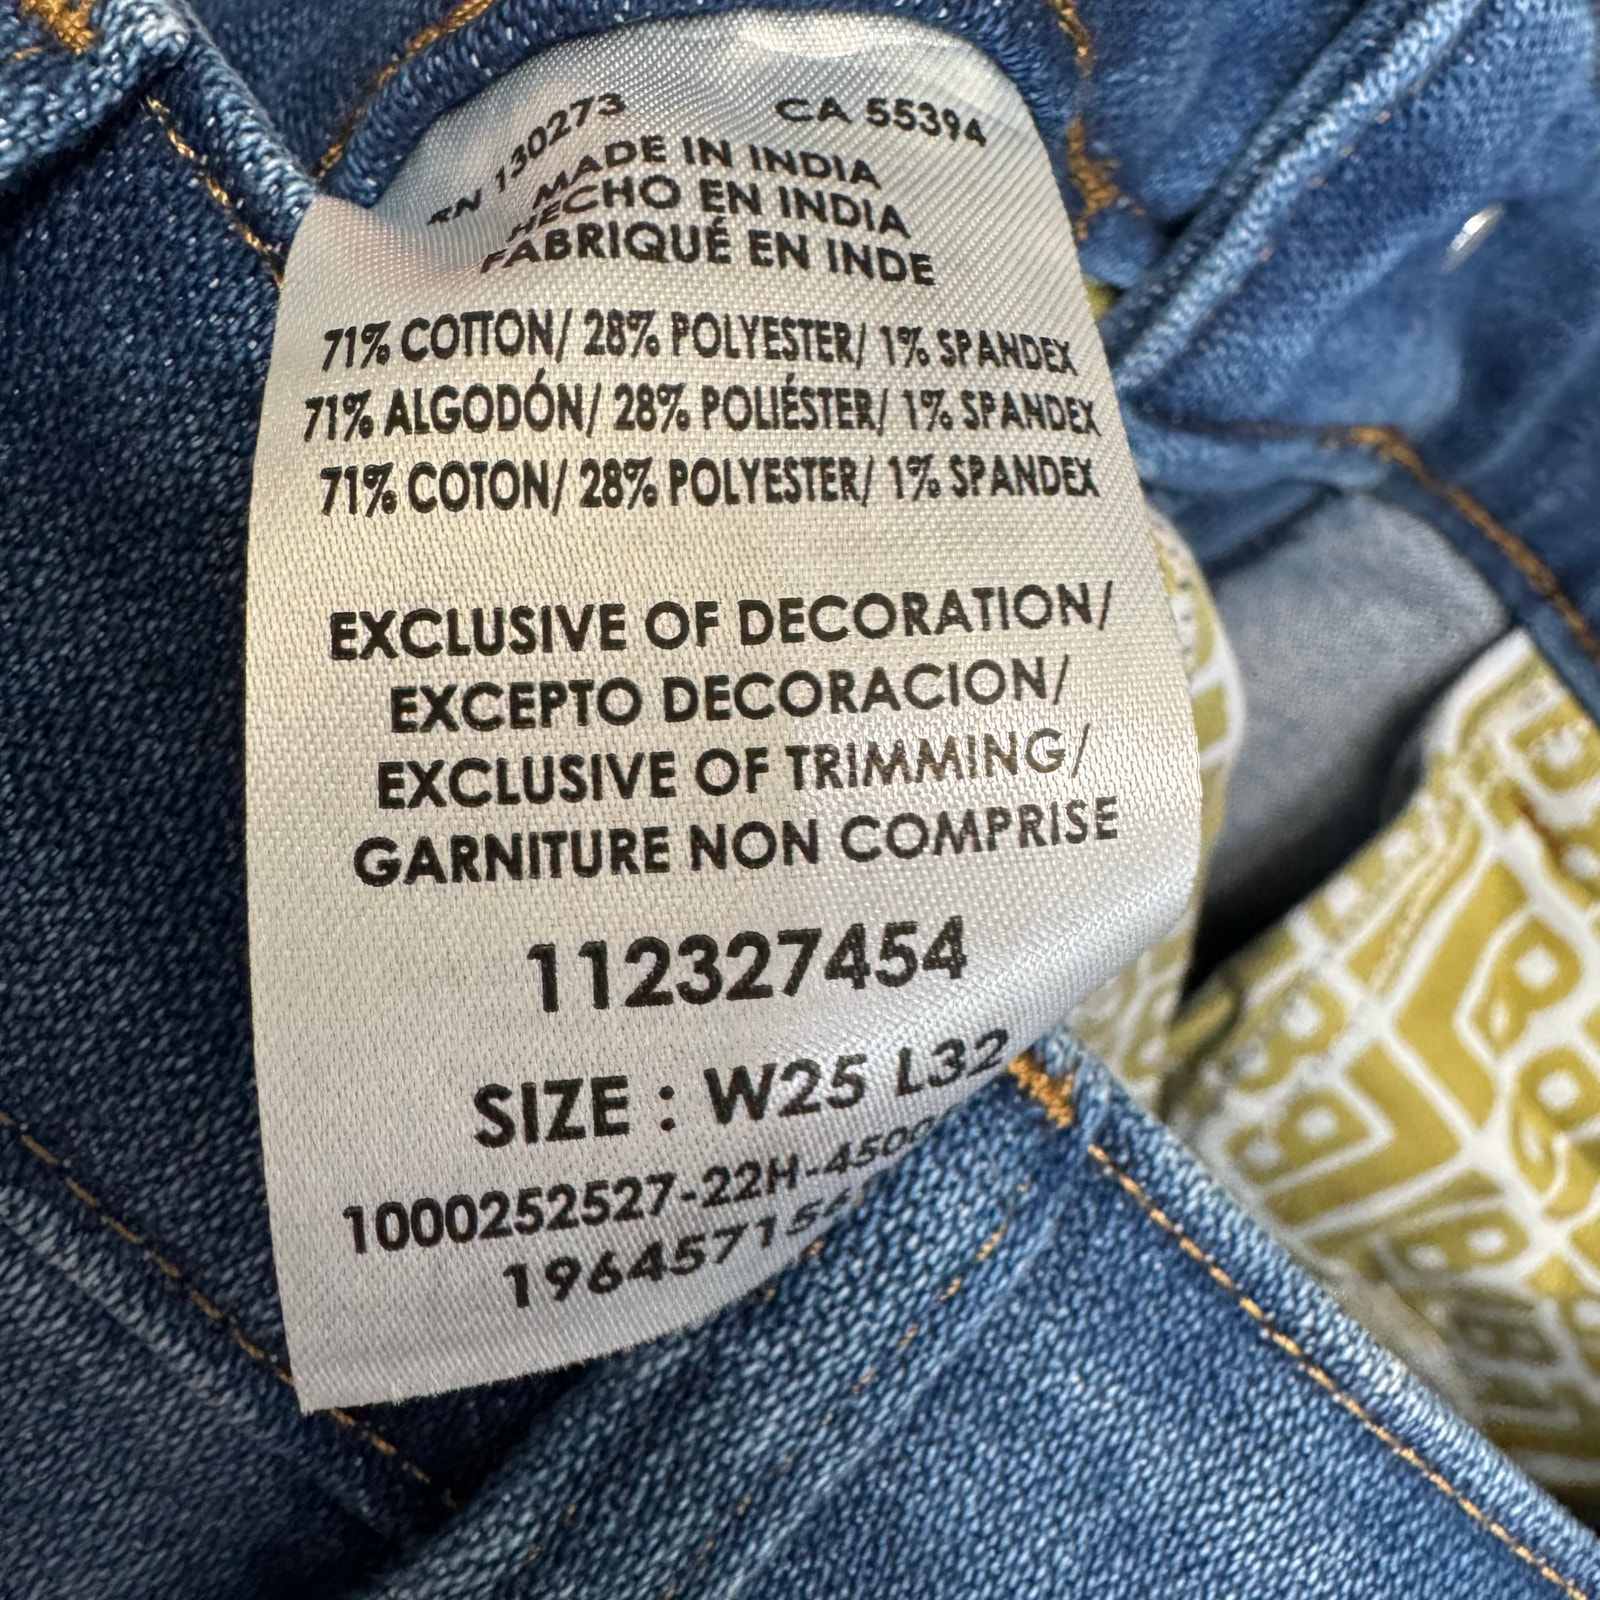 RN 130273 CA 55394
MADE IN INDIA
HECHO EN INDIA
FABRIQUÉ EN INDE
71% COTTON/ 28% POLYESTER/ 1% SPANDEX
71% ALGODÓN/ 28% POLIÉSTER/ 1% SPANDEX
71% COTON/ 28% POLYESTER/ 1% SPANDEX
EXCLUSIVE OF DECORATION/
EXCEPTO DECORACION/
EXCLUSIVE OF TRIMMING/
GARNITURE NON COMPRISE
112327454
SIZE : W25 L32